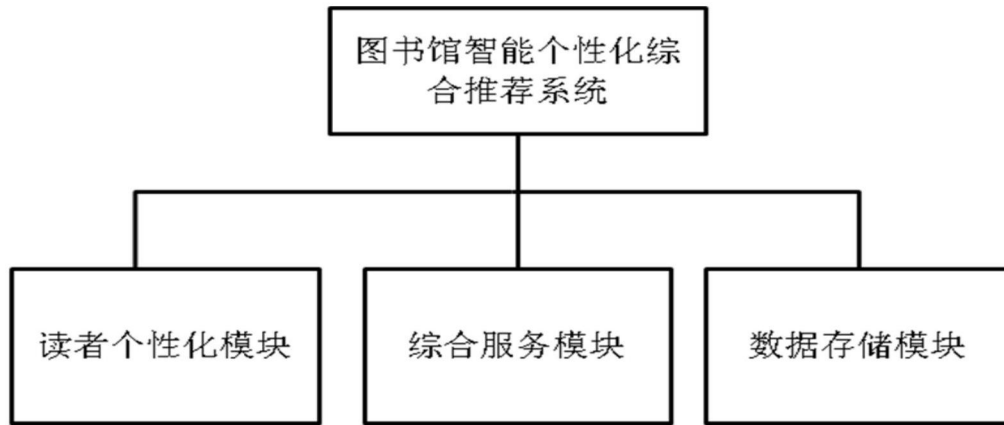 图书馆智能个性化综
合推荐系统
读者个性化模块
综合服务模块
数据存储模块